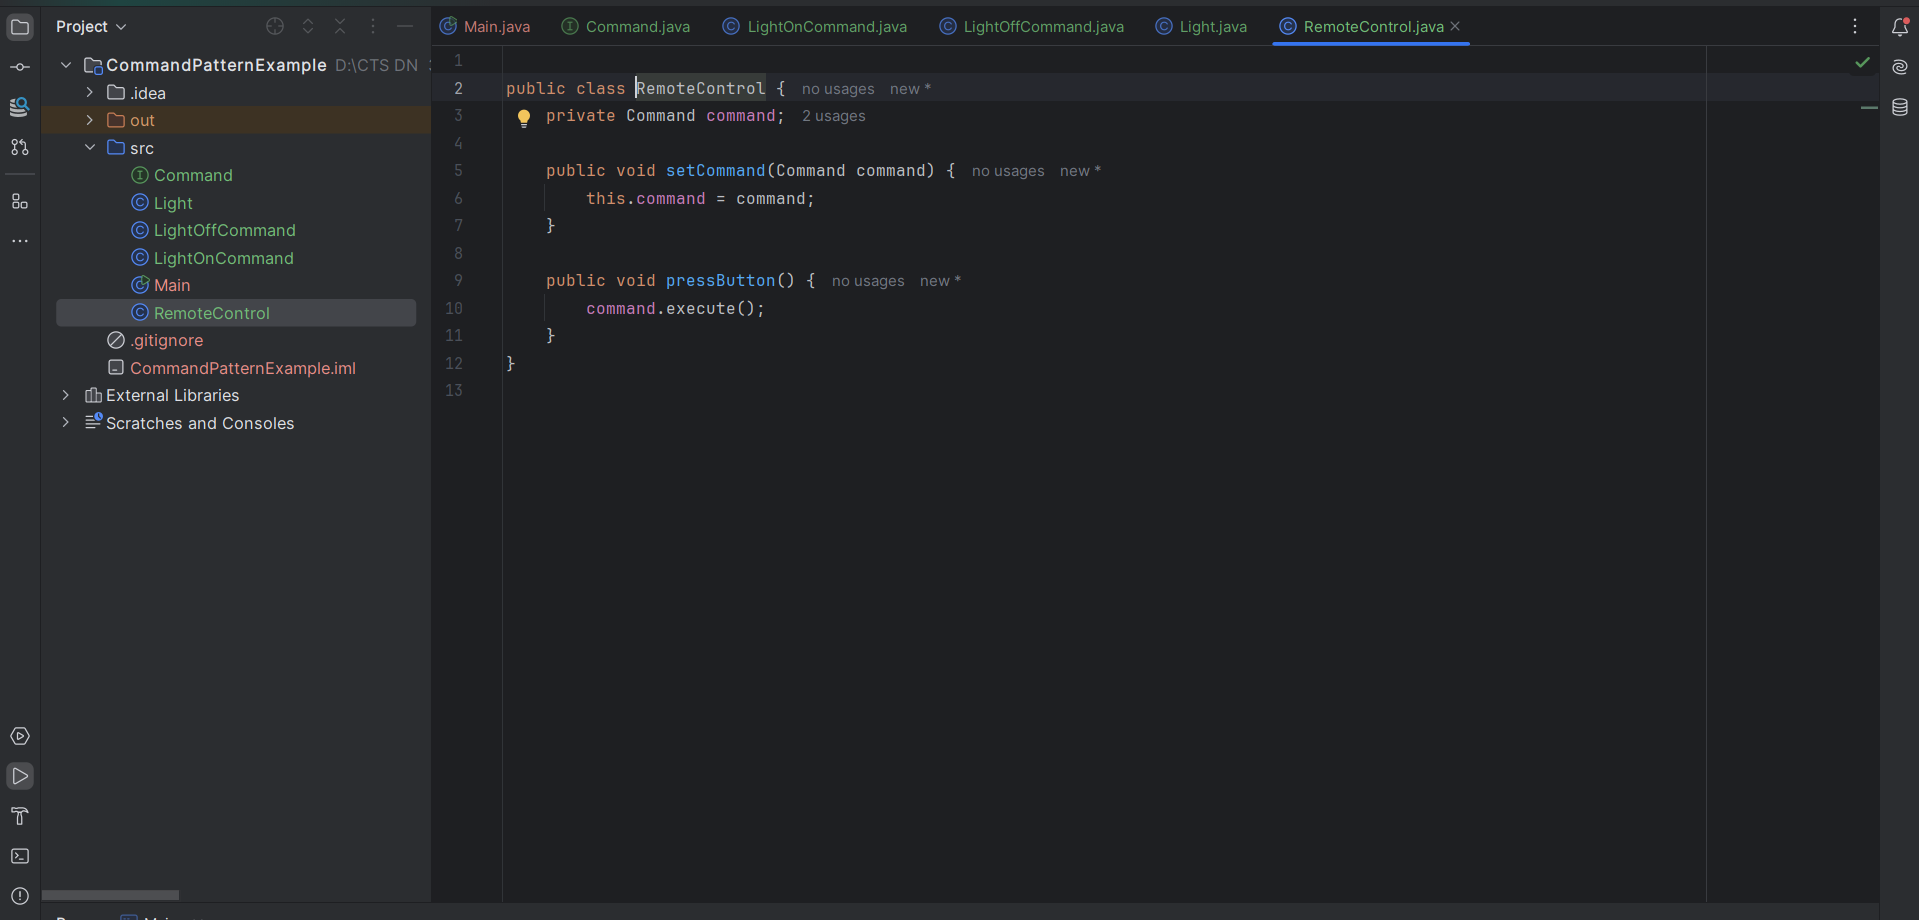 Project
Main.java Command.java LightOnCommand.java LightOffCommand.java Light.java RemoteControl.java
CommandPatternExample D:\CTS DN
.idea
out
src
Command
Light
LightOffCommand
LightOnCommand
Main
RemoteControl
.gitignore
CommandPatternExample.iml
External Libraries
Scratches and Consoles
1
2 public class RemoteControl { no usages new *
3 private Command command; 2 usages
4
5 public void setCommand(Command command) { no usages new *
6 this.command = command;
7 }
8
9 public void pressButton() { no usages new *
10 command.execute();
11 }
12 }
13